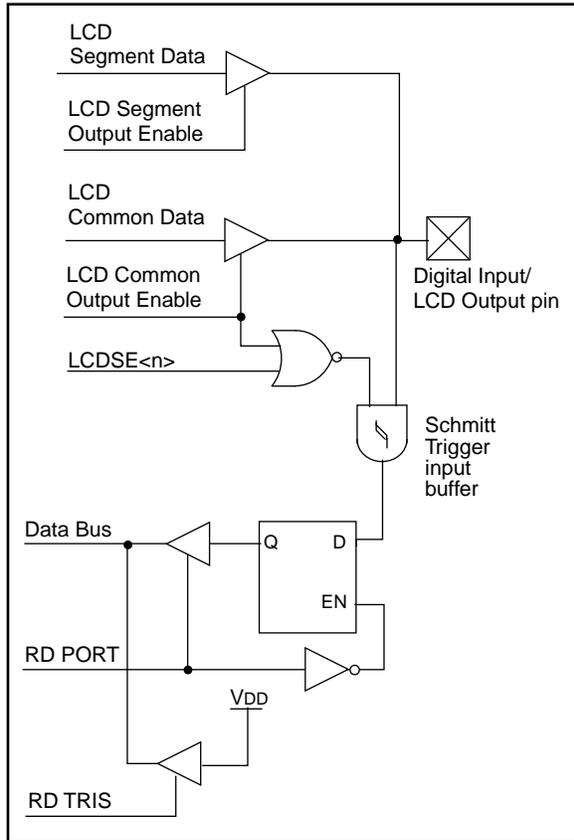 LCD
Segment Data
LCD Segment
Output Enable
LCD
Common Data
LCD Common
Output Enable
LCDSE<n>
Digital Input/
LCD Output pin
Schmitt
Trigger
input
buffer
Data Bus
Q
D
EN
RD PORT
VDD
RD TRIS